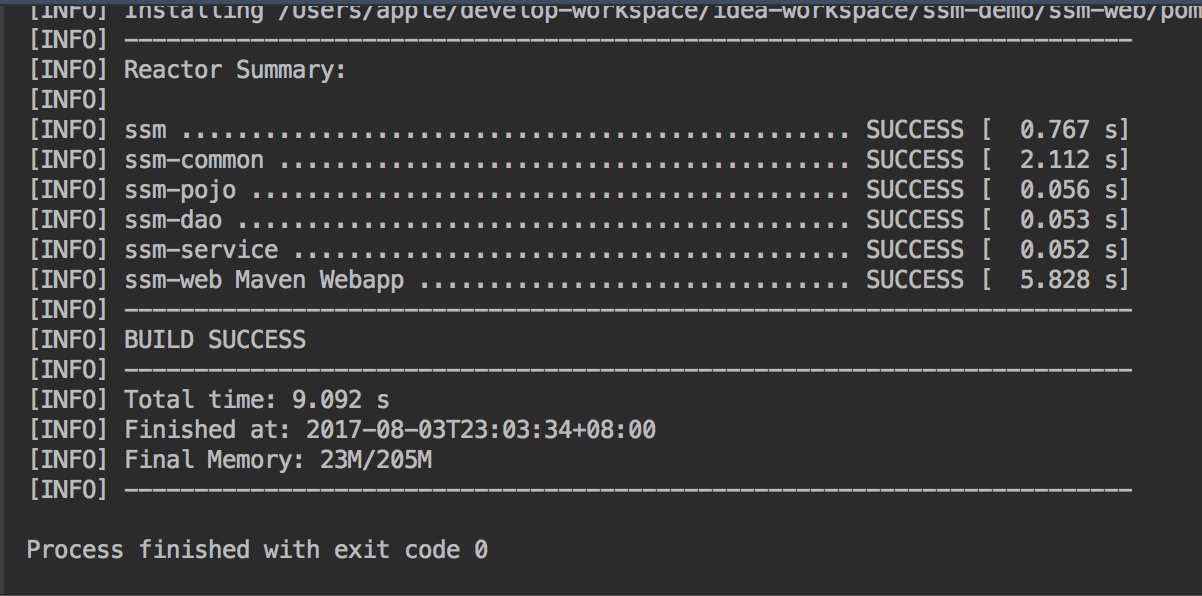 [INFO] Installing /Users/apple/develop-workspace/idea-workspace/ssm-demo/ssm-web/pom
[INFO] ------------------------------------------------------------------------
[INFO] Reactor Summary:
[INFO]
[INFO] ssm ................................................ SUCCESS [  0.767 s]
[INFO] ssm-common ......................................... SUCCESS [  2.112 s]
[INFO] ssm-pojo ........................................... SUCCESS [  0.056 s]
[INFO] ssm-dao ............................................ SUCCESS [  0.053 s]
[INFO] ssm-service ........................................ SUCCESS [  0.052 s]
[INFO] ssm-web Maven Webapp ............................... SUCCESS [  5.828 s]
[INFO] ------------------------------------------------------------------------
[INFO] BUILD SUCCESS
[INFO] ------------------------------------------------------------------------
[INFO] Total time: 9.092 s
[INFO] Finished at: 2017-08-03T23:03:34+08:00
[INFO] Final Memory: 23M/205M
[INFO] ------------------------------------------------------------------------
Process finished with exit code 0